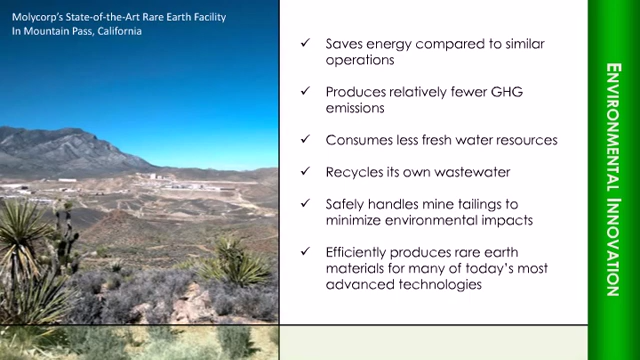 Molycorp's State-of-the-Art Rare Earth Facility
In Mountain Pass, California
✓ Saves energy compared to similar
operations
✓ Produces relatively fewer GHG
emissions
✓ Consumes less fresh water resources
✓ Recycles its own wastewater
✓ Safely handles mine tailings to
minimize environmental impacts
✓ Efficiently produces rare earth
materials for many of today's most
advanced technologies
ENVIRONMENTAL INNOVATION